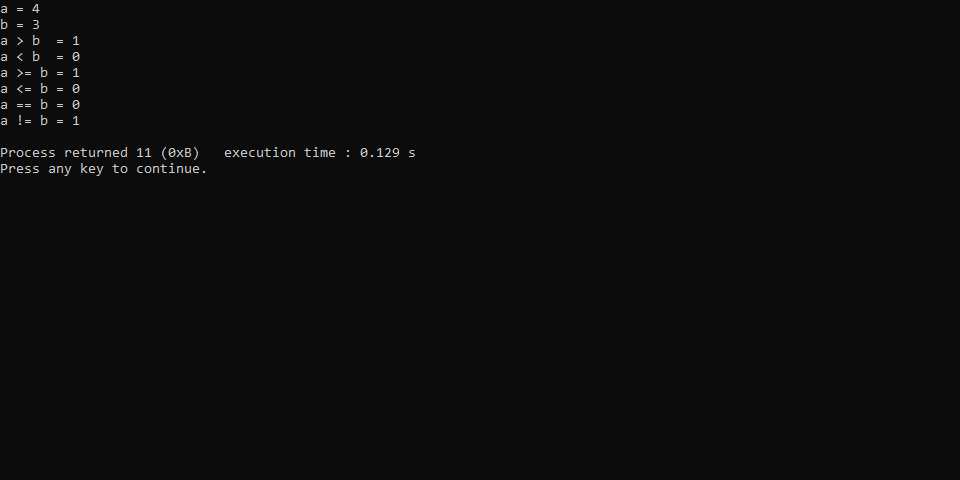 a = 4
b = 3
a > b  = 1
a < b  = 0
a >= b = 1
a <= b = 0
a == b = 0
a != b = 1

Process returned 11 (0xB)   execution time : 0.129 s
Press any key to continue.